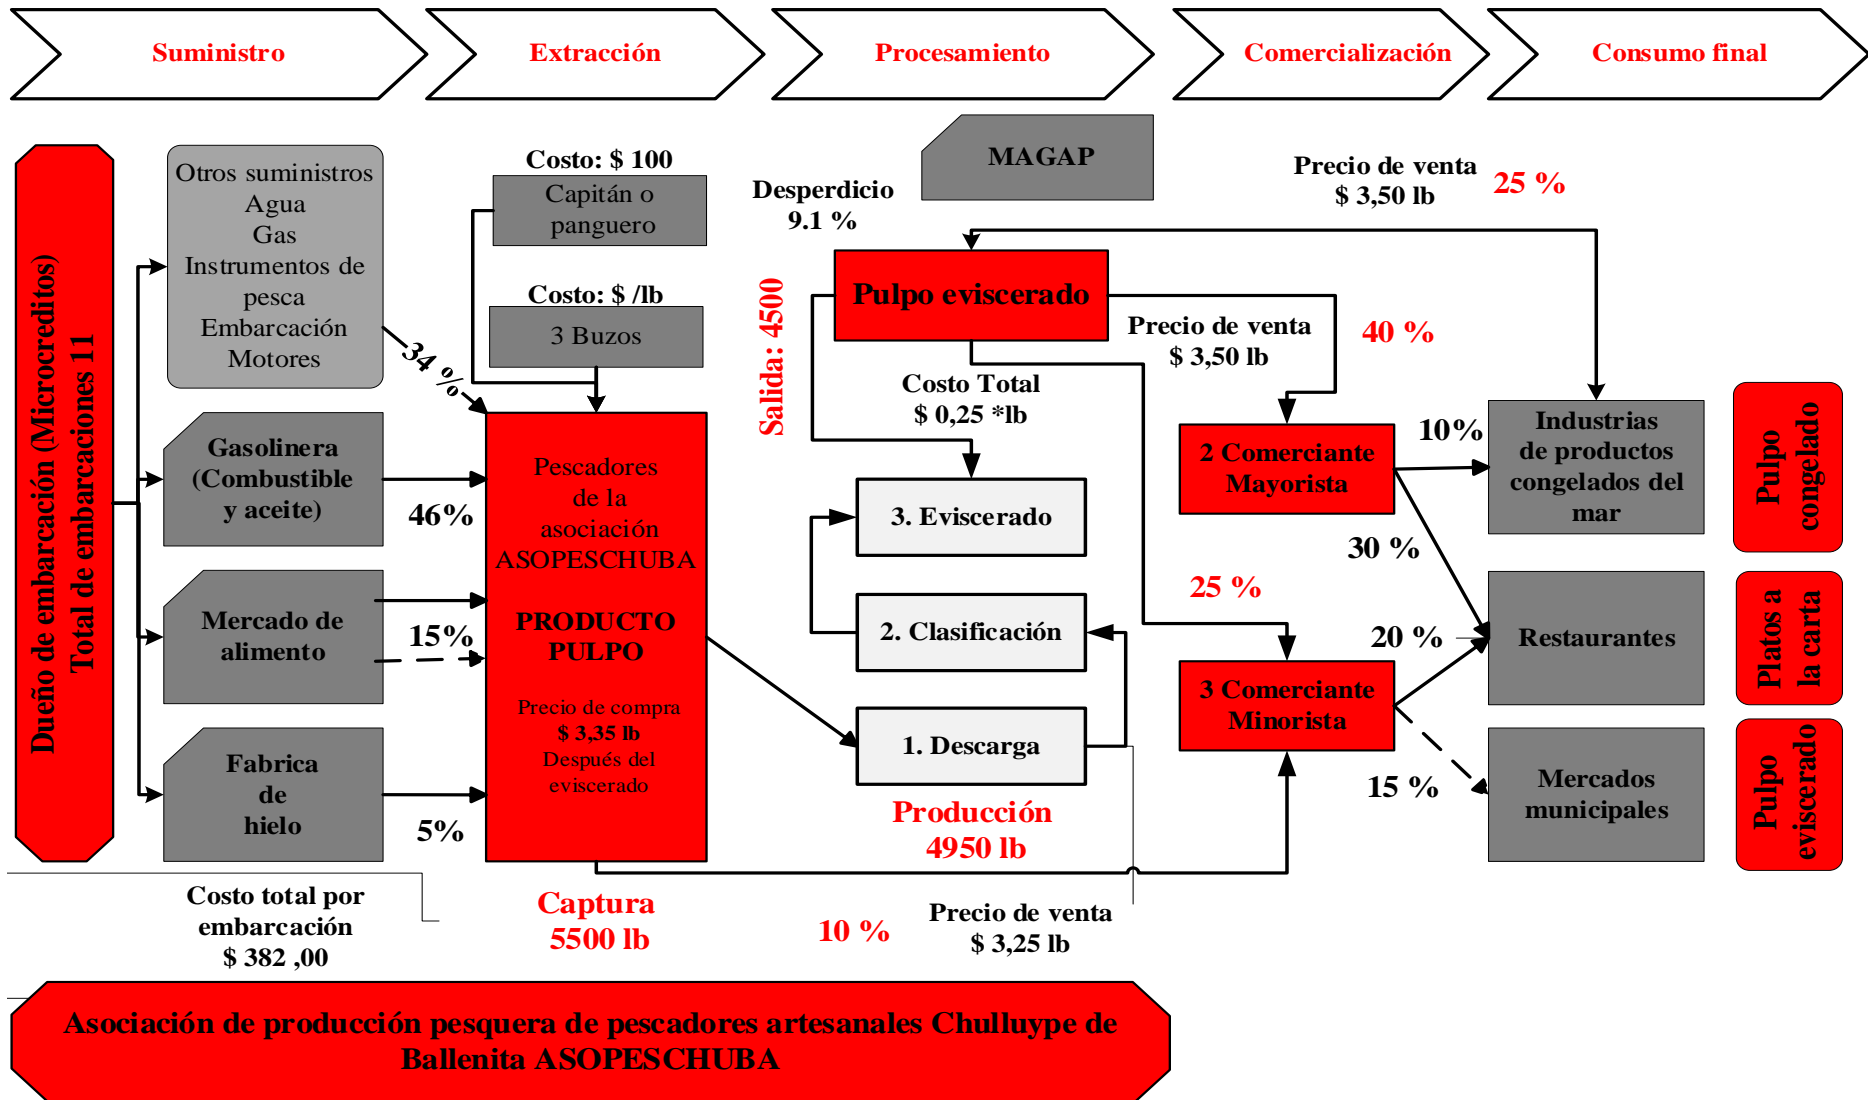 Suministro
Extracción
Procesamiento
Comercialización
Consumo final
Dueño de embarcación (Microcreditos)
Total de embarcaciones 11
Otros suministros
Agua
Gas
Instrumentos de
pesca
Embarcación
Motores
34 %
Gasolinera
(Combustible
y aceite)
46%
Mercado de
alimento
15%
Fabrica
de
hielo
5%
Costo total por
embarcación
$ 382 ,00
Costo: $ 100
Capitán o
panguero
Costo: $ /lb
3 Buzos
Pescadores
de la
asociación
ASOPESCHUBA
PRODUCTO
PULPO
Precio de compra
$ 3,35 lb
Después del
eviscerado
Captura
5500 lb
MAGAP
Desperdicio
9.1 %
Pulpo eviscerado
Salida: 4500
Costo Total
$ 0,25 *lb
3. Eviscerado
2. Clasificación
1. Descarga
Producción
4950 lb
10 %
Precio de venta
$ 3,25 lb
Precio de venta
$ 3,50 lb
25 %
Precio de venta
$ 3,50 lb
40 %
2 Comerciante
Mayorista
25 %
3 Comerciante
Minorista
10%
30 %
20 %
15 %
Industrias
de productos
congelados del
mar
Restaurantes
Mercados
municipales
Pulpo
congelado
Platos a
la carta
Pulpo
eviscerado
Asociación de producción pesquera de pescadores artesanales Chulluype de
Ballenita ASOPESCHUBA